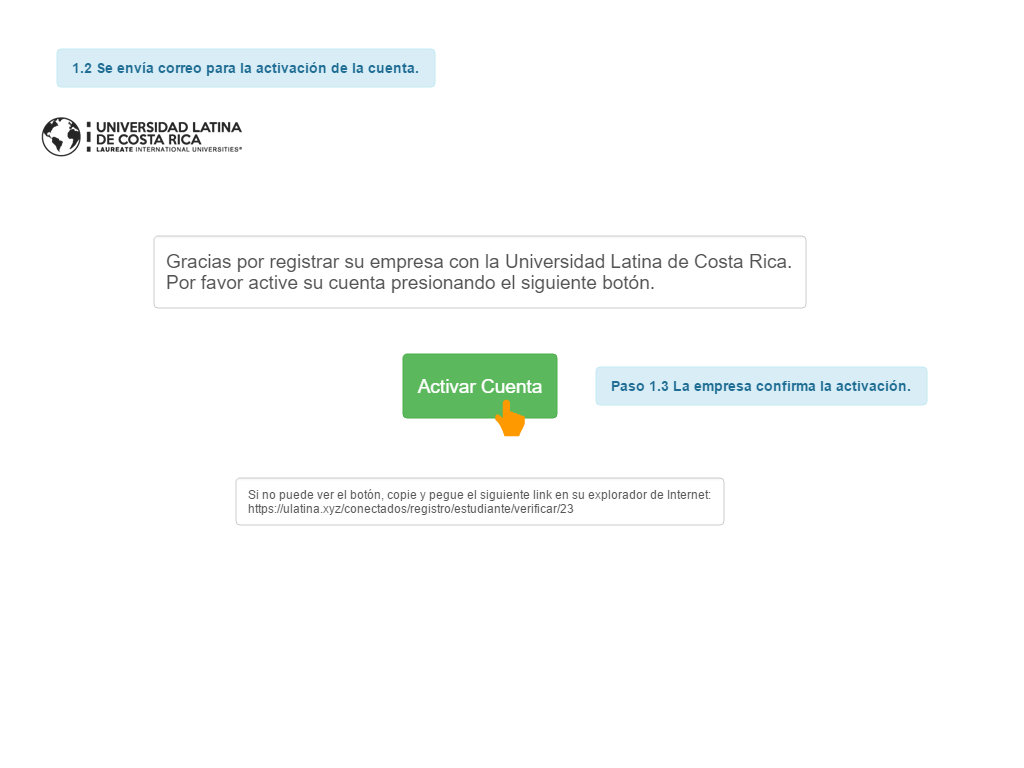 1.2 Se envía correo para la activación de la cuenta.
UNIVERSIDAD LATINA
DE COSTA RICA
LAUREATE INTERNATIONAL UNIVERSITIES®
Gracias por registrar su empresa con la Universidad Latina de Costa Rica.
Por favor active su cuenta presionando el siguiente botón.
Activar Cuenta
Paso 1.3 La empresa confirma la activación.
Si no puede ver el botón, copie y pegue el siguiente link en su explorador de Internet:
https://ulatina.xyz/conectados/registro/estudiante/verificar/23